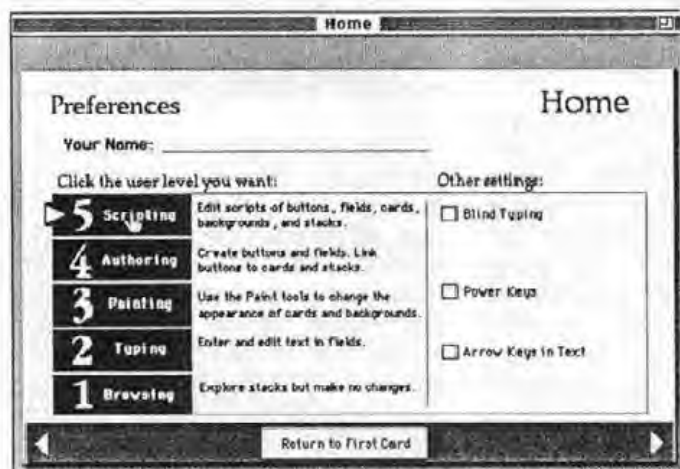 Home
Preferences
Home
Your Name:
Click the user level you want:
Other settings:
5 Scripting
Edit scripts of buttons, fields, cards,
backgrounds, and stacks.
Blind Typing
4 Authoring
Create buttons and fields. Link
buttons to cards and stacks.
3 Painting
Use the Paint tools to change the
appearance of cards and backgrounds.
Power Keys
2 Typing
Enter and edit text in fields.
Arrow Keys in Text
1 Browsing
Explore stacks but make no changes.
Return to First Card